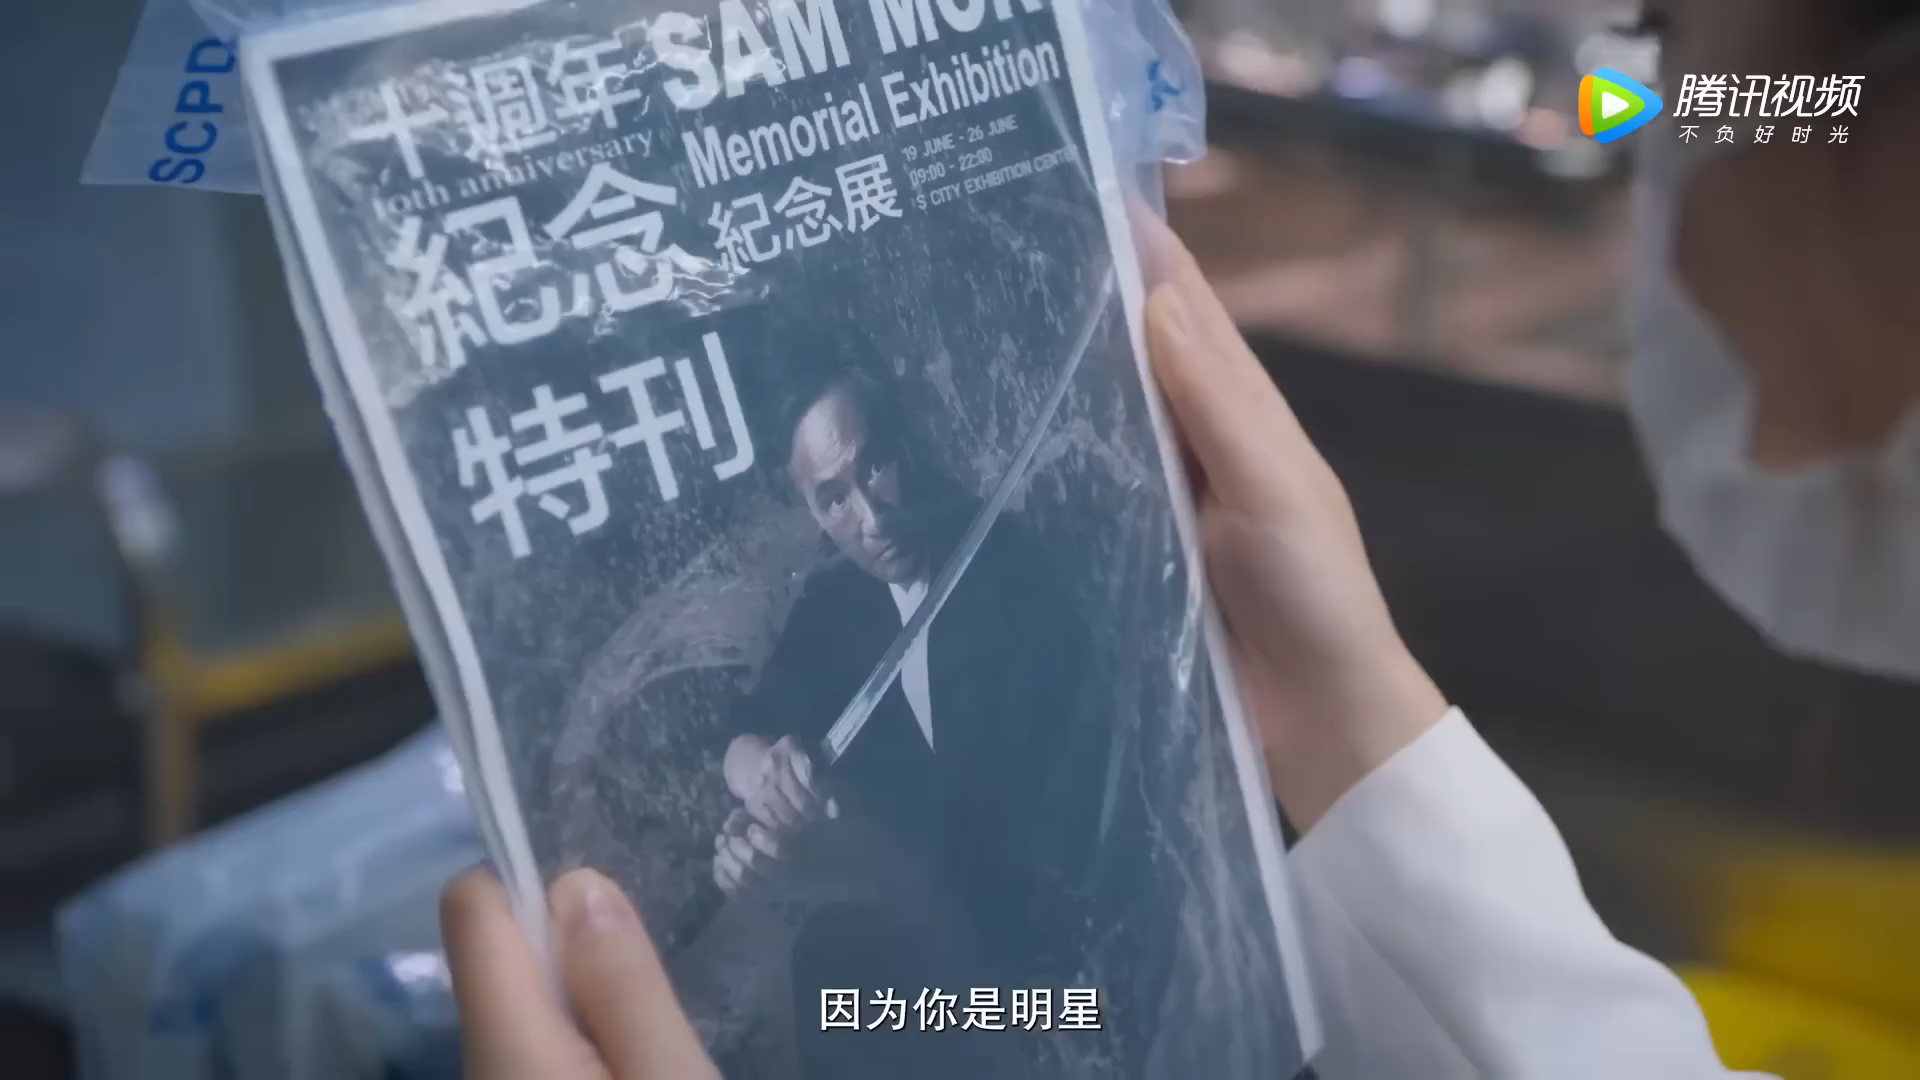 SCPD
十週年
10th anniversary
紀念
特刊
SAM MOK
Memorial Exhibition
紀念展
19 JUNE - 26 JUNE
09:00 - 22:00
S CITY EXHIBITION CENTER
腾讯视频
不负好时光
因为你是明星